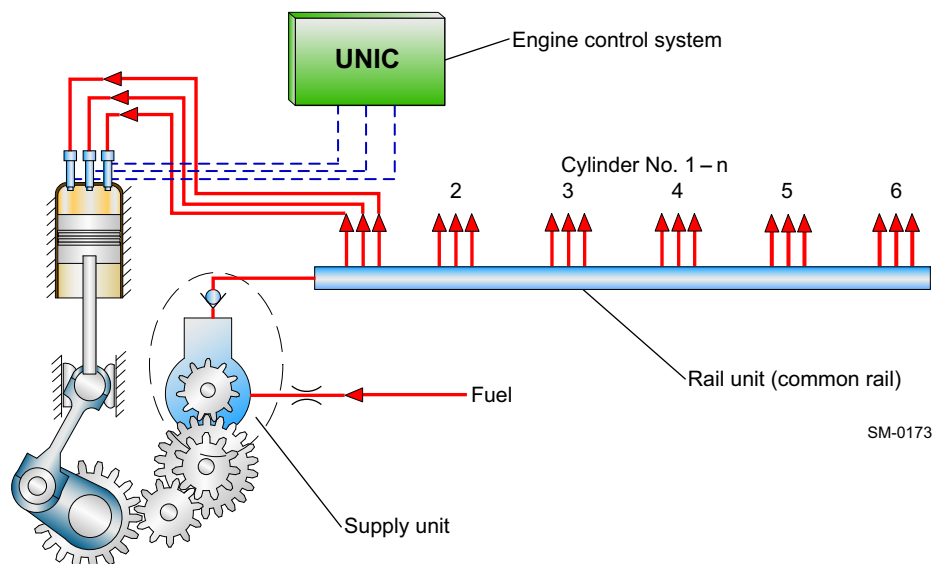 UNIC
Engine control system
Cylinder No. 1 – n
2 3 4 5 6
Rail unit (common rail)
Fuel
SM-0173
Supply unit